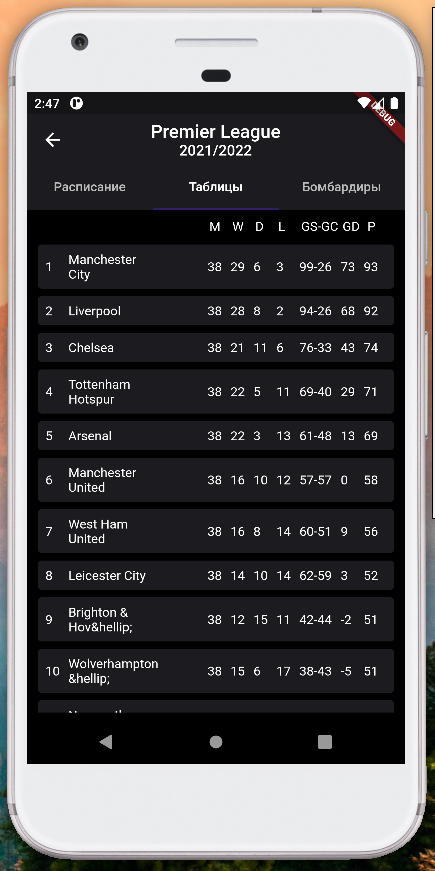 2:47
DEBUG
Premier League
2021/2022
Расписание Таблицы Бомбардиры
M W D L GS-GC GD P
1 Manchester City 38 29 6 3 99-26 73 93
2 Liverpool 38 28 8 2 94-26 68 92
3 Chelsea 38 21 11 6 76-33 43 74
4 Tottenham Hotspur 38 22 5 11 69-40 29 71
5 Arsenal 38 22 3 13 61-48 13 69
6 Manchester United 38 16 10 12 57-57 0 58
7 West Ham United 38 16 8 14 60-51 9 56
8 Leicester City 38 14 10 14 62-59 3 52
9 Brighton & Hov&hellip; 38 12 15 11 42-44 -2 51
10 Wolverhampton &hellip; 38 15 6 17 38-43 -5 51